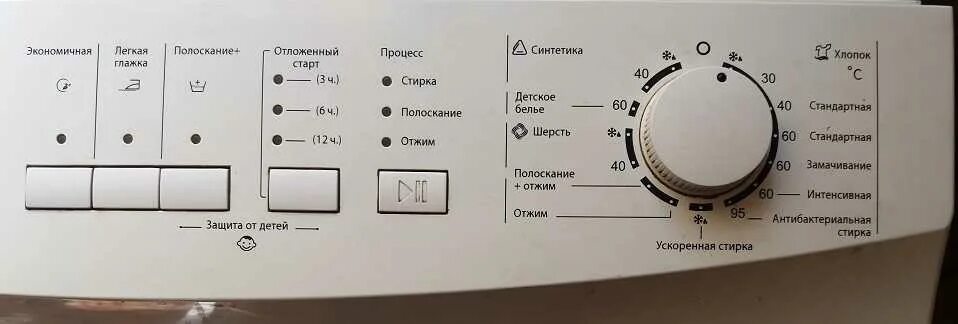 Экономичная
Легкая
глажка
Полоскание+
Отложенный
старт
(3 ч.)
(6 ч.)
(12 ч.)
Защита от детей
Процесс
Стирка
Полоскание
Отжим
Синтетика
40
Детское
белье
60
Шерсть
40
Полоскание
+ отжим
Отжим
Ускоренная стирка
Хлопок
°C
30
40 Стандартная
60 Стандартная
60 Замачивание
60 Интенсивная
95 Антибактериальная
стирка